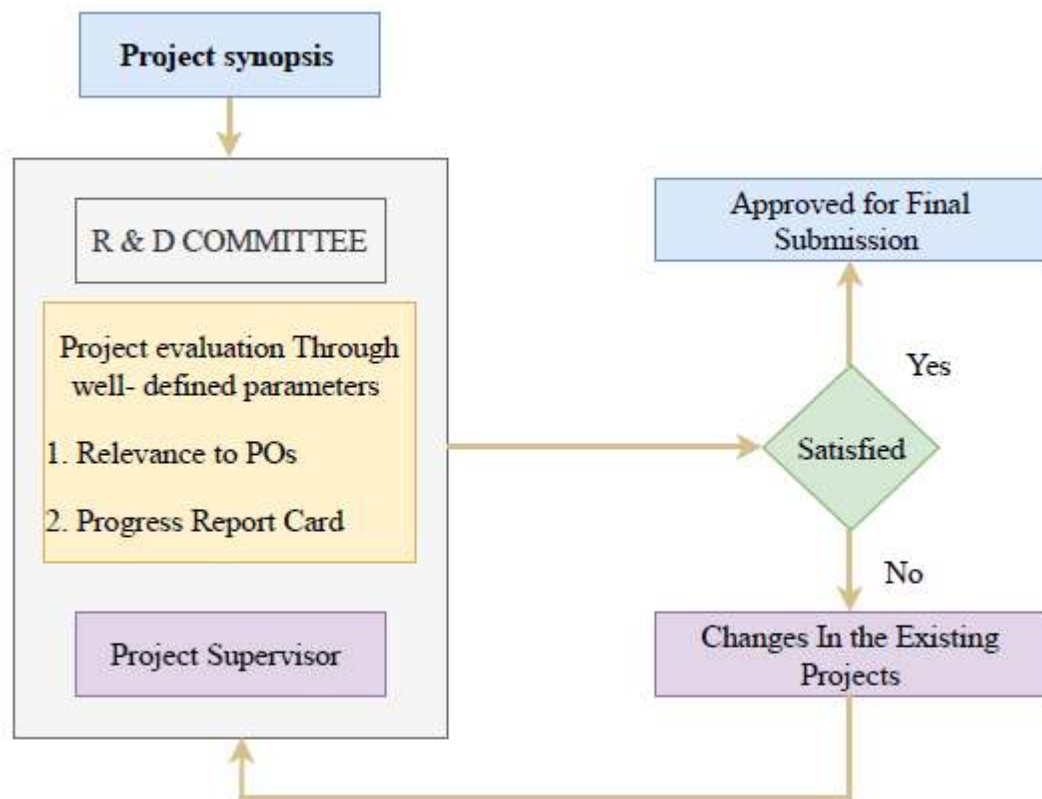 Project synopsis
R & D COMMITTEE
Project evaluation Through
well- defined parameters
1. Relevance to POs
2. Progress Report Card
Project Supervisor
Approved for Final
Submission
Yes
Satisfied
No
Changes In the Existing
Projects